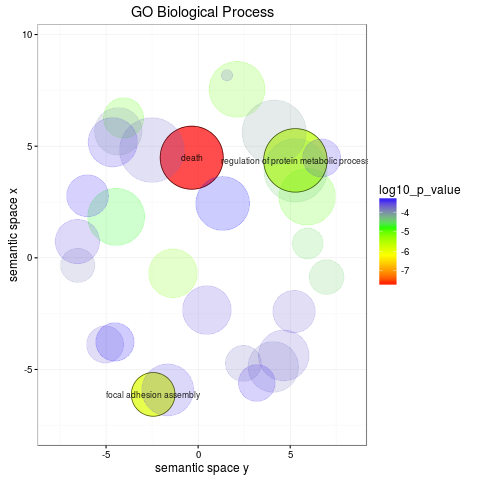 GO Biological Process
10
5
0
-5
-5
0
5
semantic space x
semantic space y
death
regulation of protein metabolic process
focal adhesion assembly
log10_p_value
-4
-5
-6
-7